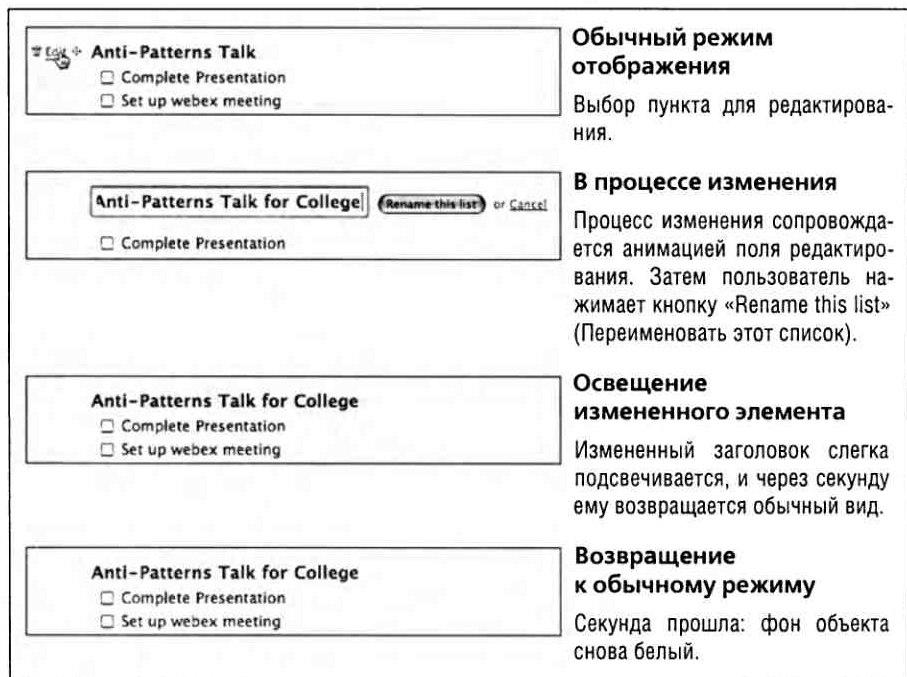 Edit Anti-Patterns Talk
Complete Presentation
Set up webex meeting
Обычный режим
отображения
Выбор пункта для редактирова-
ния.
Anti-Patterns Talk for College Rename this list or Cancel
Complete Presentation
В процессе изменения
Процесс изменения сопровожда-
ется анимацией поля редактиро-
вания. Затем пользователь на-
жимает кнопку «Rename this list»
(Переименовать этот список).
Anti-Patterns Talk for College
Complete Presentation
Set up webex meeting
Освещение
измененного элемента
Измененный заголовок слегка
подсвечивается, и через секунду
ему возвращается обычный вид.
Anti-Patterns Talk for College
Complete Presentation
Set up webex meeting
Возвращение
к обычному режиму
Секунда прошла: фон объекта
снова белый.